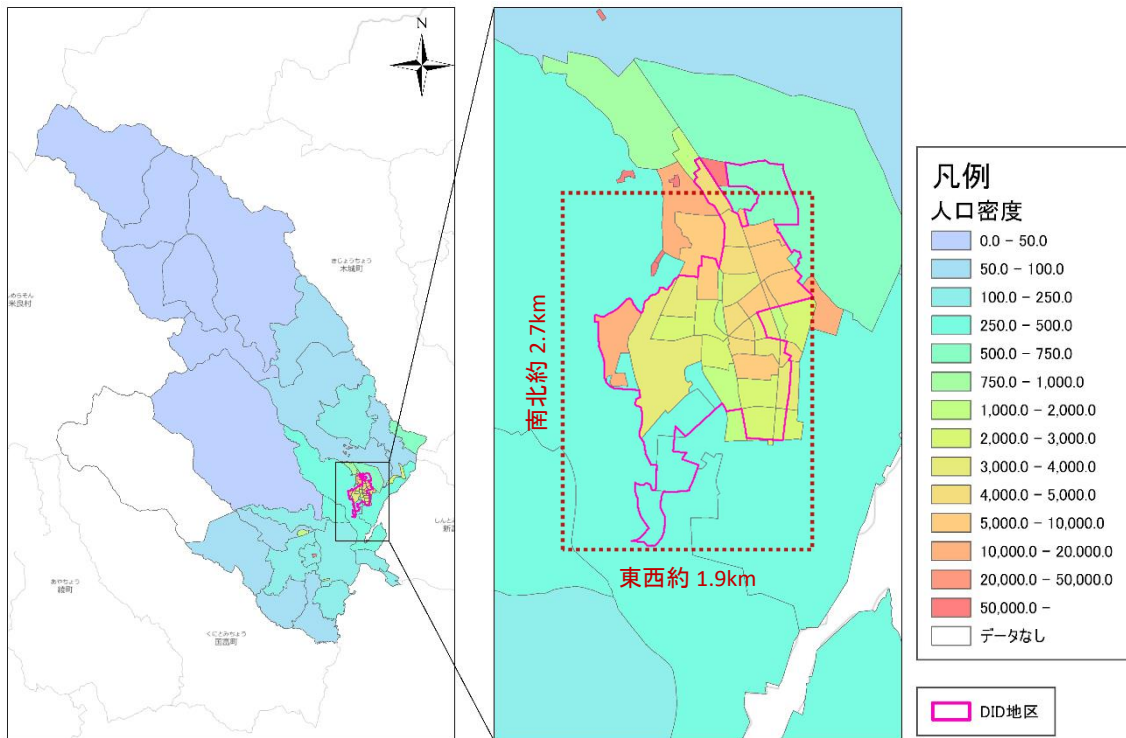 N
きじょうちょう
木城町
しめらそん
米良村
しんとみ
新富
あやちょう
綾町
くにとみちょう
国富町
南北約 2.7km
東西約 1.9km
凡例
人口密度
0.0 - 50.0
50.0 - 100.0
100.0 - 250.0
250.0 - 500.0
500.0 - 750.0
750.0 - 1,000.0
1,000.0 - 2,000.0
2,000.0 - 3,000.0
3,000.0 - 4,000.0
4,000.0 - 5,000.0
5,000.0 - 10,000.0
10,000.0 - 20,000.0
20,000.0 - 50,000.0
50,000.0 -
データなし
DID地区